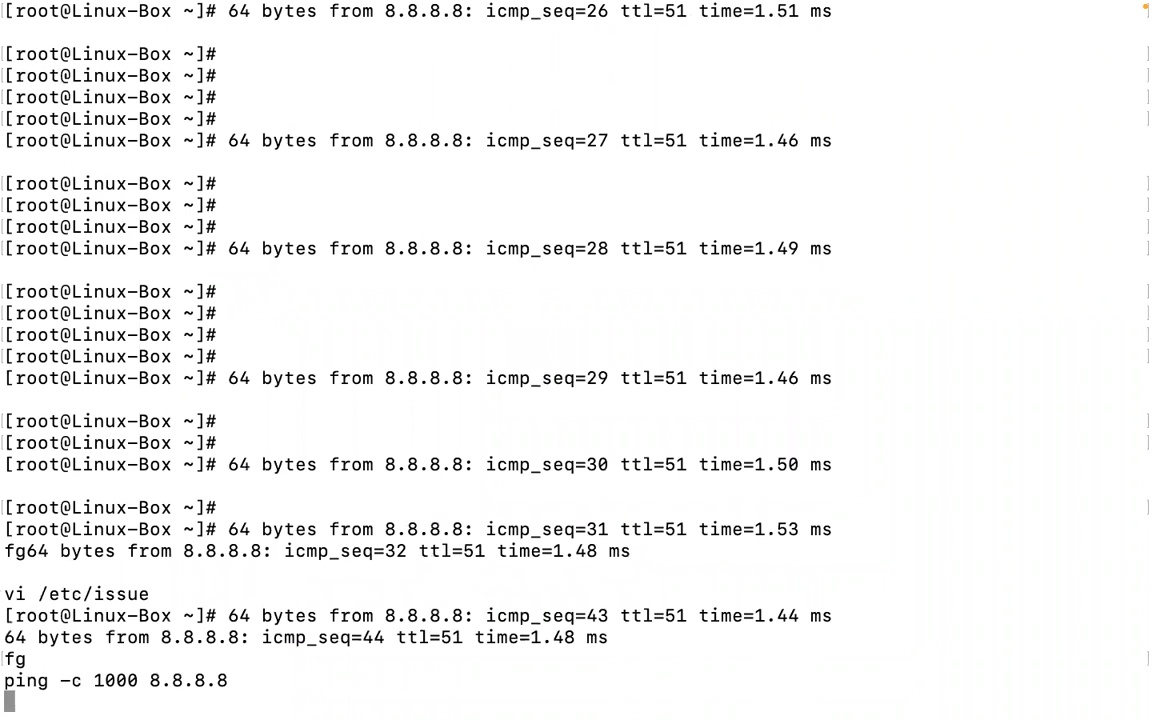 [root@Linux-Box ~]# 64 bytes from 8.8.8.8: icmp_seq=26 ttl=51 time=1.51 ms
[root@Linux-Box ~]#
[root@Linux-Box ~]#
[root@Linux-Box ~]#
[root@Linux-Box ~]#
[root@Linux-Box ~]# 64 bytes from 8.8.8.8: icmp_seq=27 ttl=51 time=1.46 ms
[root@Linux-Box ~]#
[root@Linux-Box ~]#
[root@Linux-Box ~]#
[root@Linux-Box ~]# 64 bytes from 8.8.8.8: icmp_seq=28 ttl=51 time=1.49 ms
[root@Linux-Box ~]#
[root@Linux-Box ~]#
[root@Linux-Box ~]#
[root@Linux-Box ~]#
[root@Linux-Box ~]# 64 bytes from 8.8.8.8: icmp_seq=29 ttl=51 time=1.46 ms
[root@Linux-Box ~]#
[root@Linux-Box ~]#
[root@Linux-Box ~]# 64 bytes from 8.8.8.8: icmp_seq=30 ttl=51 time=1.50 ms
[root@Linux-Box ~]#
[root@Linux-Box ~]# 64 bytes from 8.8.8.8: icmp_seq=31 ttl=51 time=1.53 ms
fg64 bytes from 8.8.8.8: icmp_seq=32 ttl=51 time=1.48 ms
vi /etc/issue
[root@Linux-Box ~]# 64 bytes from 8.8.8.8: icmp_seq=43 ttl=51 time=1.44 ms
64 bytes from 8.8.8.8: icmp_seq=44 ttl=51 time=1.48 ms
fg
ping -c 1000 8.8.8.8